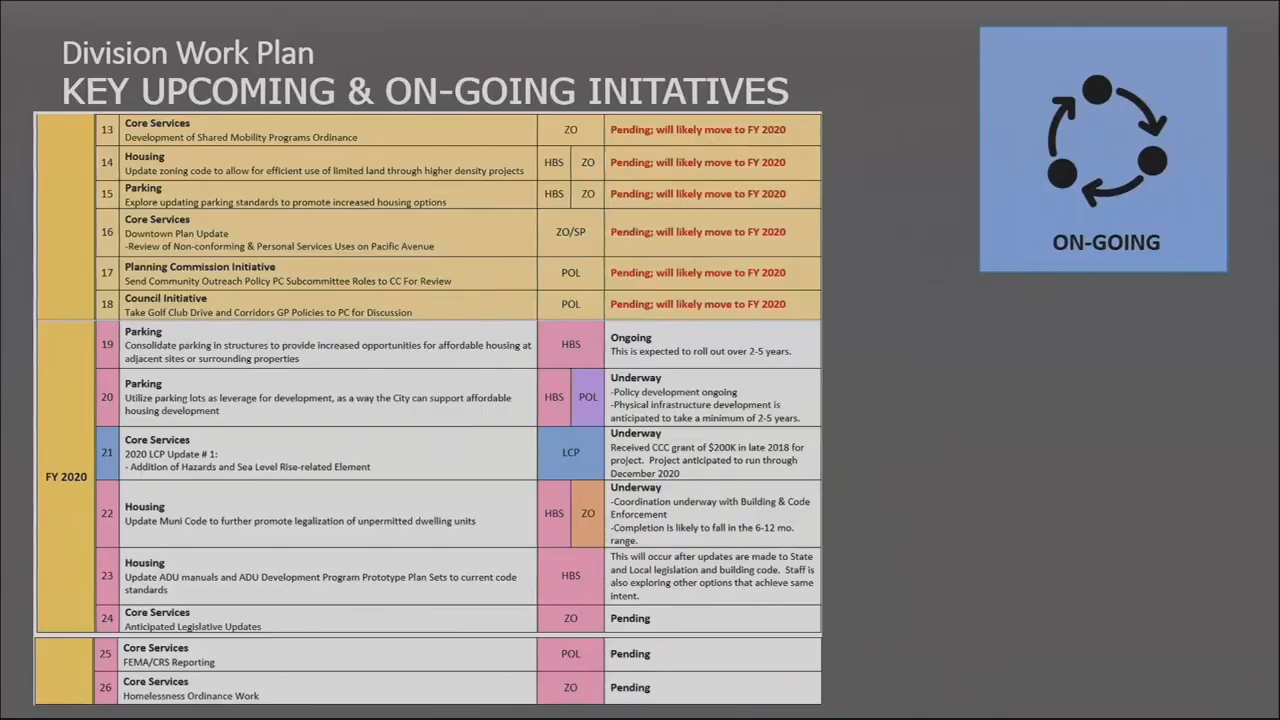 Division Work Plan
KEY UPCOMING & ON-GOING INITATIVES
ON-GOING
13
Core Services
Development of Shared Mobility Programs Ordinance
ZO
Pending; will likely move to FY 2020
14
Housing
Update zoning code to allow for efficient use of limited land through higher density projects
HBS
ZO
Pending; will likely move to FY 2020
15
Parking
Explore updating parking standards to promote increased housing options
HBS
ZO
Pending; will likely move to FY 2020
16
Core Services
Downtown Plan Update
-Review of Non-conforming & Personal Services Uses on Pacific Avenue
ZO/SP
Pending; will likely move to FY 2020
17
Planning Commission Initiative
Send Community Outreach Policy PC Subcommittee Roles to CC For Review
POL
Pending; will likely move to FY 2020
18
Council Initiative
Take Golf Club Drive and Corridors GP Policies to PC for Discussion
POL
Pending; will likely move to FY 2020
FY 2020
19
Parking
Consolidate parking in structures to provide increased opportunities for affordable housing at
adjacent sites or surrounding properties
HBS
Ongoing
This is expected to roll out over 2-5 years.
20
Parking
Utilize parking lots as leverage for development, as a way the City can support affordable
housing development
HBS
POL
Underway
-Policy development ongoing
-Physical infrastructure development is
anticipated to take a minimum of 2-5 years.
21
Core Services
2020 LCP Update # 1:
- Addition of Hazards and Sea Level Rise-related Element
LCP
Underway
Received CCC grant of $200K in late 2018 for
project. Project anticipated to run through
December 2020
22
Housing
Update Muni Code to further promote legalization of unpermitted dwelling units
HBS
ZO
Underway
-Coordination underway with Building & Code
Enforcement
-Completion is likely to fall in the 6-12 mo.
range.
23
Housing
Update ADU manuals and ADU Development Program Prototype Plan Sets to current code
standards
HBS
This will occur after updates are made to State
and Local legislation and building code. Staff is
also exploring other options that achieve same
intent.
24
Core Services
Anticipated Legislative Updates
ZO
Pending
25
Core Services
FEMA/CRS Reporting
POL
Pending
26
Core Services
Homelessness Ordinance Work
ZO
Pending